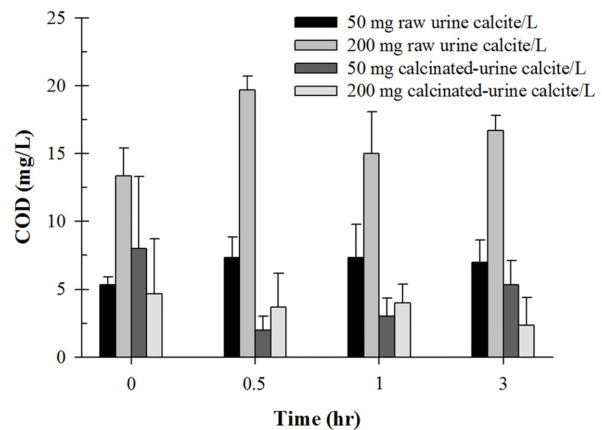 50 mg raw urine calcite/L
200 mg raw urine calcite/L
50 mg calcinated-urine calcite/L
200 mg calcinated-urine calcite/L
COD (mg/L)
25
20
15
10
5
0
0 0.5 1 3
Time (hr)